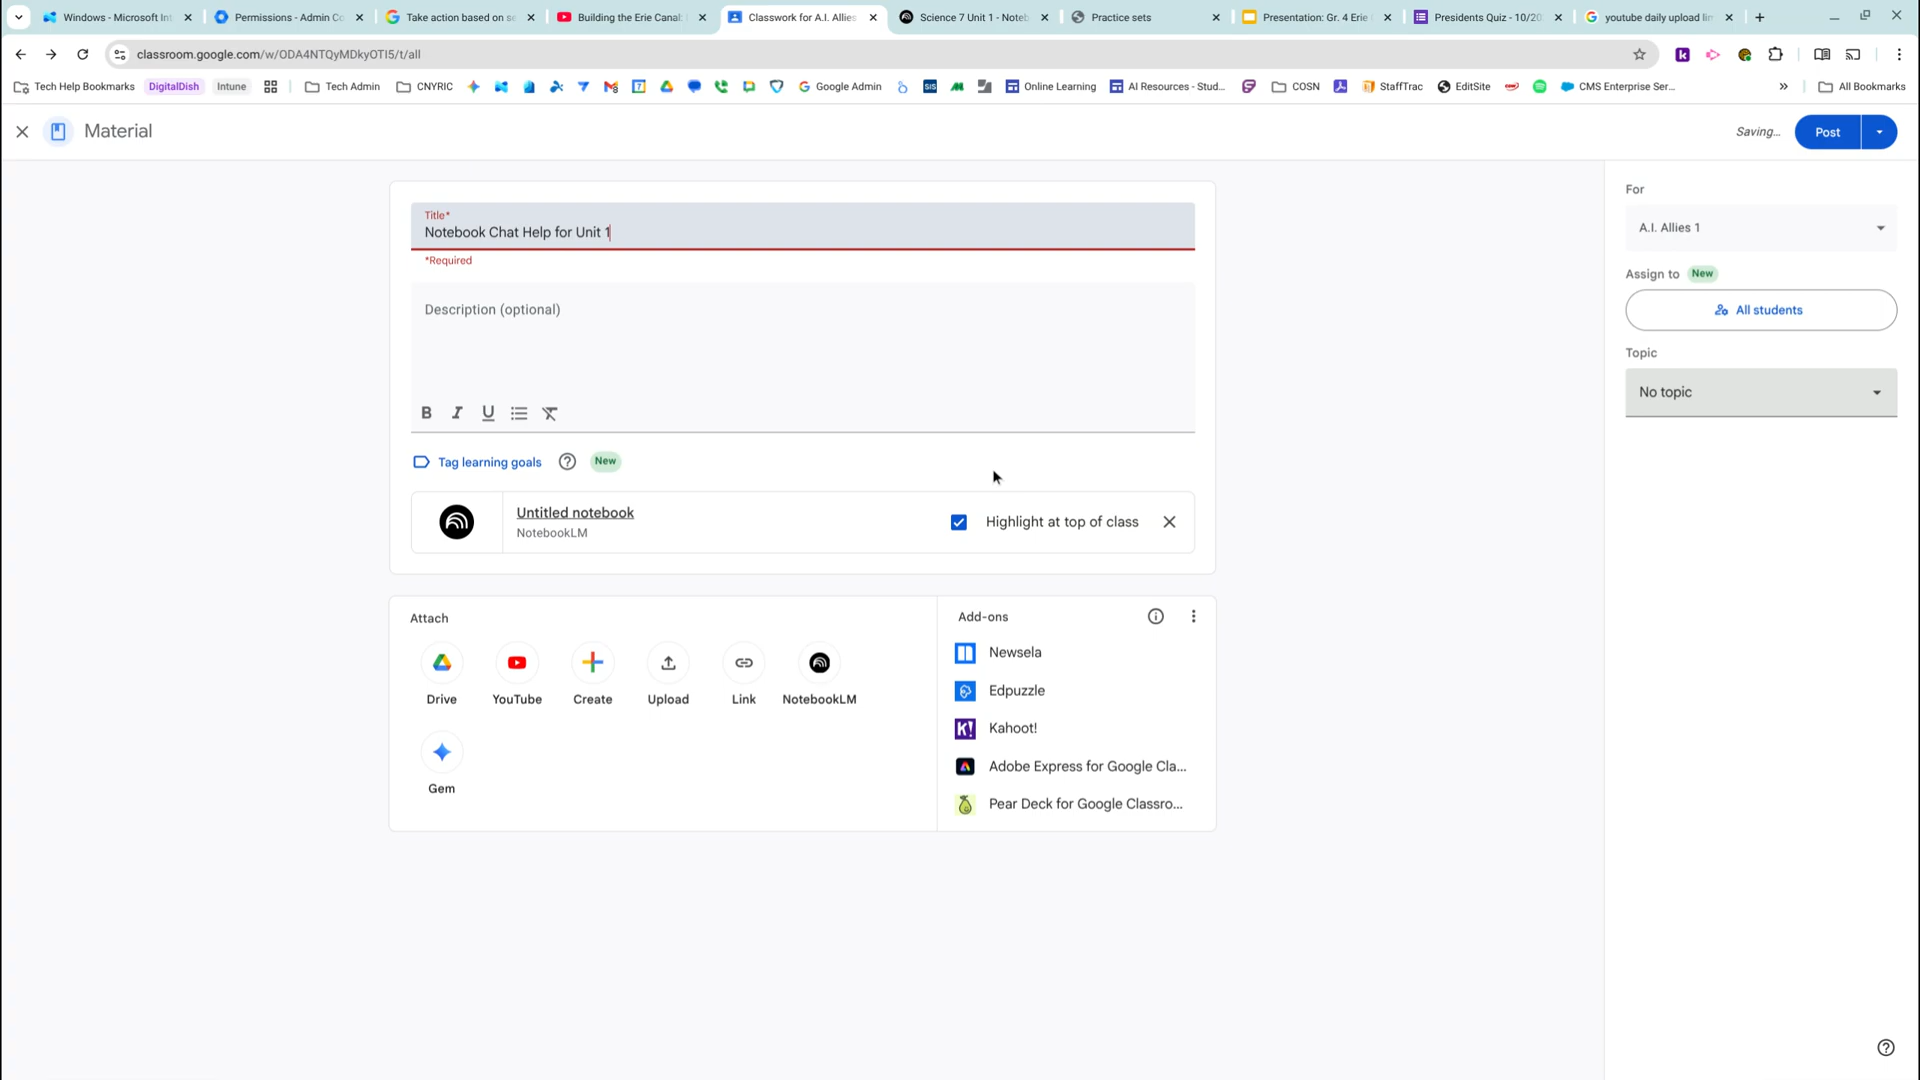 Windows - Microsoft Int
Permissions - Admin Co
Take action based on se
Building the Erie Canal:
Classwork for A.I. Allies
Science 7 Unit 1 - Noteb
Practice sets
Presentation: Gr. 4 Erie
Presidents Quiz - 10/20
youtube daily upload lim
classroom.google.com/w/ODA4NTQyMDkyOTI5/t/all
Tech Help Bookmarks
DigitalDish
Intune
Tech Admin
CNYRIC
Google Admin
SIS
Online Learning
AI Resources - Stud...
COSN
StaffTrac
EditSite
CMS Enterprise Ser...
All Bookmarks
Material
Saving...
Post
Title*
Notebook Chat Help for Unit 1
*Required
Description (optional)
B I U
Tag learning goals
New
Untitled notebook
NotebookLM
Highlight at top of class
Attach
Drive
YouTube
Create
Upload
Link
NotebookLM
Gem
Add-ons
Newsela
Edpuzzle
K! Kahoot!
Adobe Express for Google Cla...
Pear Deck for Google Classro...
For
A.I. Allies 1
Assign to New
All students
Topic
No topic